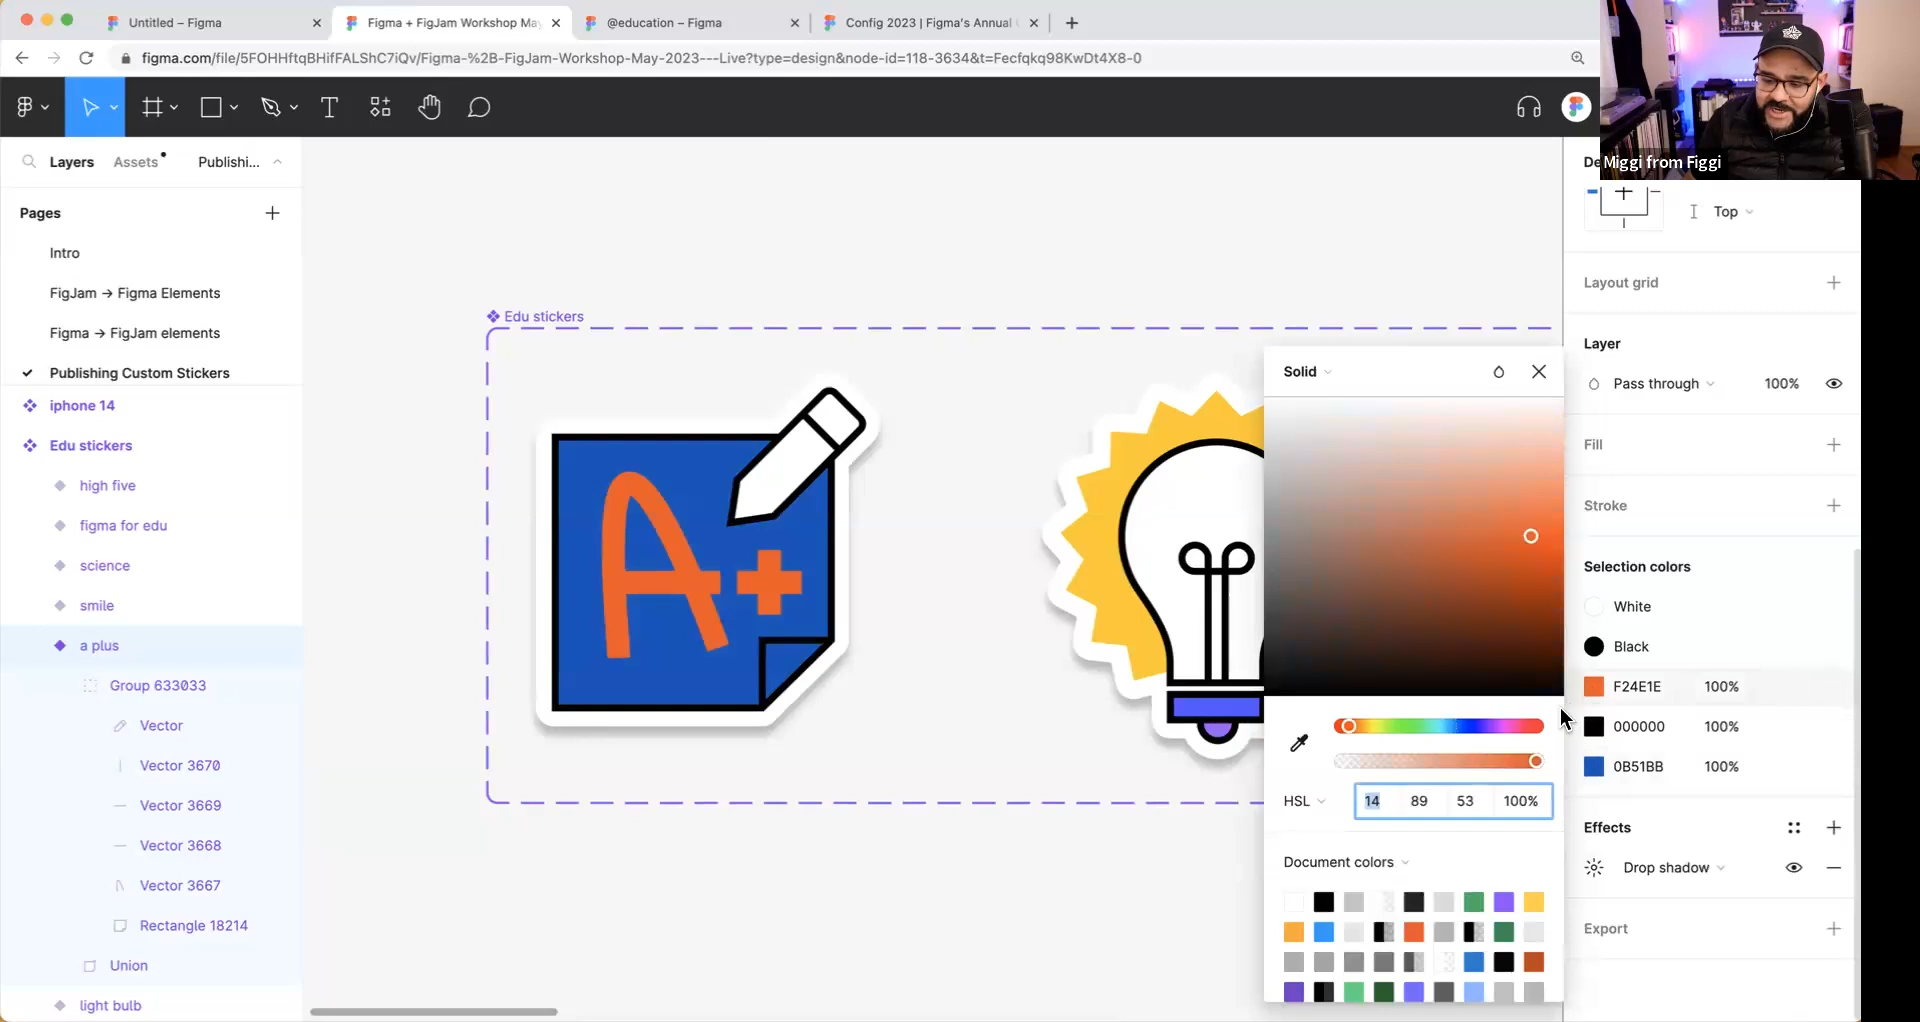 Untitled – Figma
Figma + FigJam Workshop May
@education – Figma
Config 2023 | Figma's Annual
figma.com/file/5FOHHftqBHifFALShC7iQv/Figma-%2B-FigJam-Workshop-May-2023---Live?type=design&node-id=118-3634&t=Fecfqkq98KwDt4X8-0
Miggi from Figgi
Layers
Assets
Publishi...
De
Top
Pages
Intro
FigJam → Figma Elements
Figma → FigJam elements
Publishing Custom Stickers
iphone 14
Edu stickers
high five
figma for edu
science
smile
a plus
Group 633033
Vector
Vector 3670
Vector 3669
Vector 3668
Vector 3667
Rectangle 18214
Union
light bulb
Edu stickers
A+
Solid
HSL
14 89 53 100%
Document colors
Layout grid
Layer
Pass through 100%
Fill
Stroke
Selection colors
White
Black
F24E1E 100%
000000 100%
0B51BB 100%
Effects
Drop shadow
Export